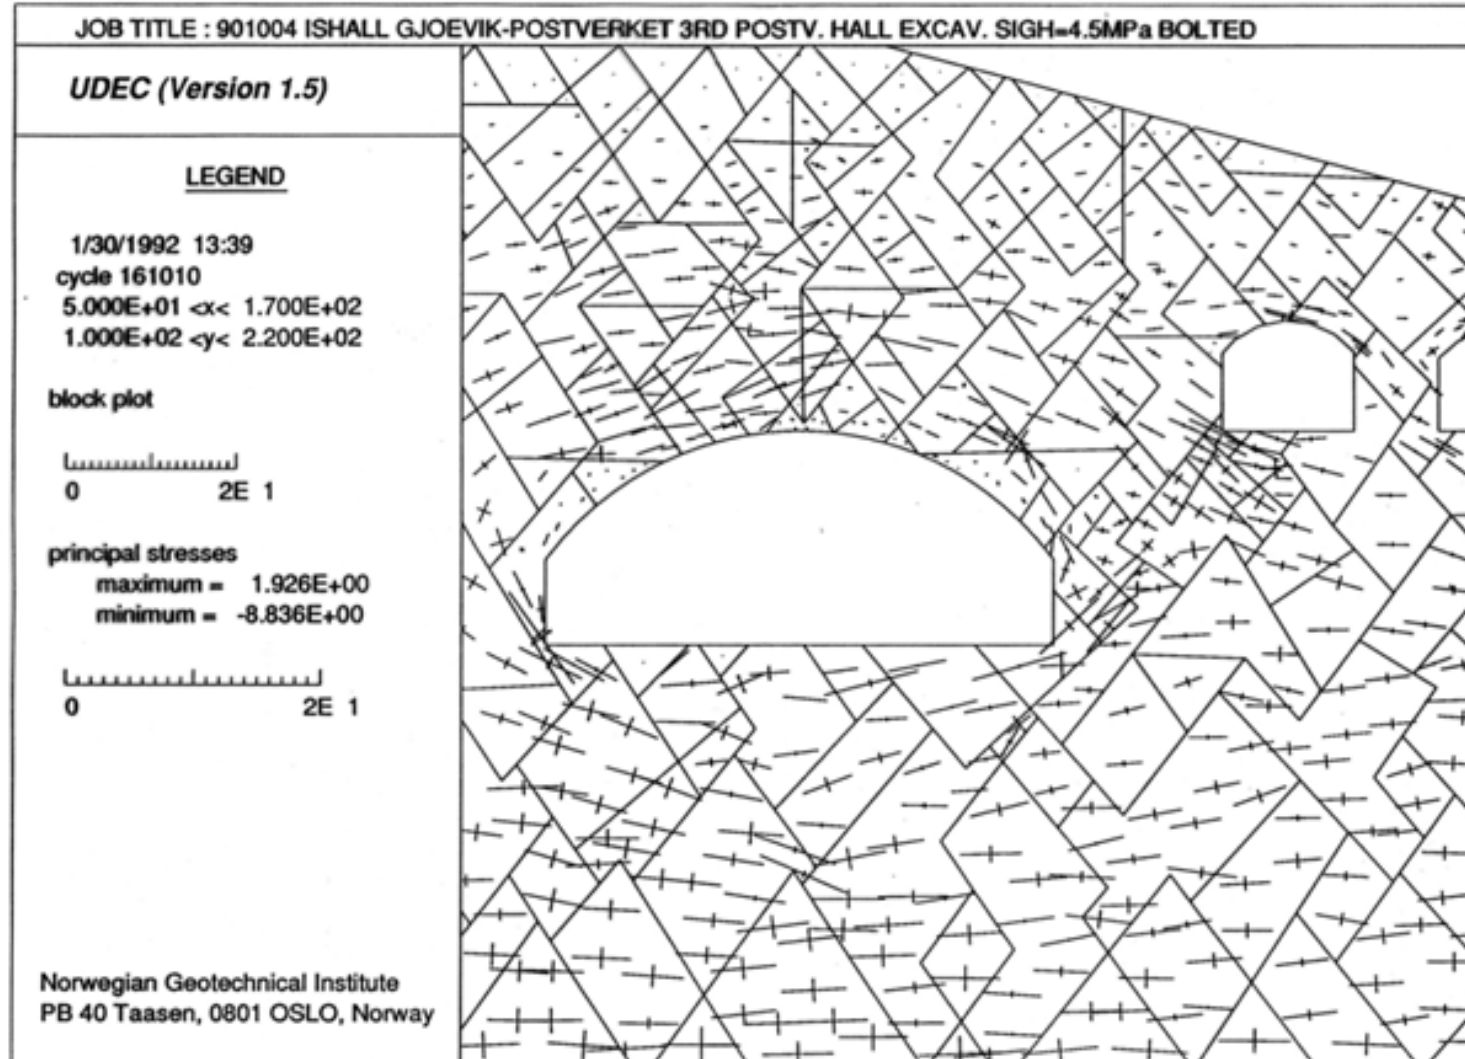 JOB TITLE : 901004 ISHALL GJOEVIK-POSTVERKET 3RD POSTV. HALL EXCAV. SIGH=4.5MPa BOLTED
UDEC (Version 1.5)
LEGEND
1/30/1992 13:39
cycle 161010
5.000E+01 <x< 1.700E+02
1.000E+02 <y< 2.200E+02
block plot
0 2E 1
principal stresses
maximum = 1.926E+00
minimum = -8.836E+00
0 2E 1
Norwegian Geotechnical Institute
PB 40 Taasen, 0801 OSLO, Norway